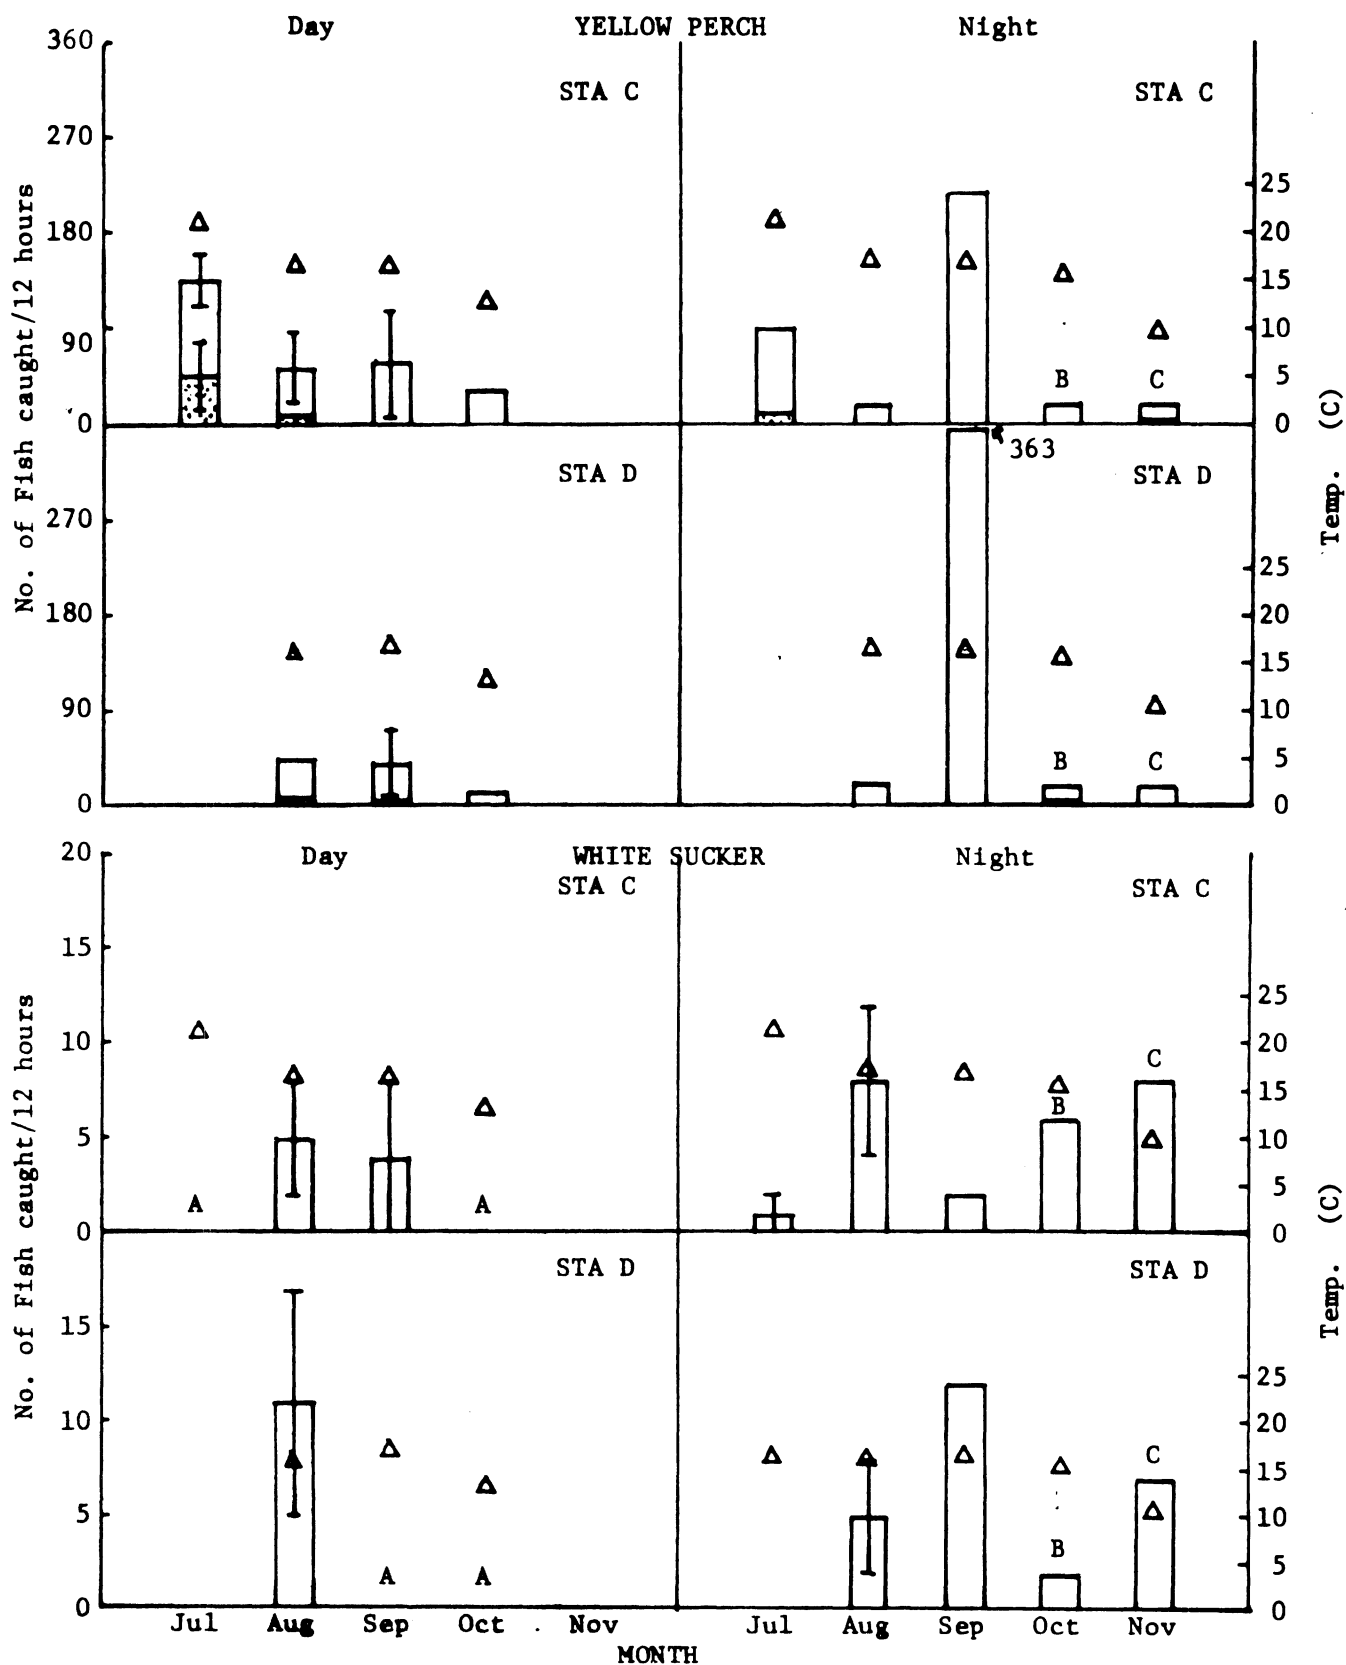 Day YELLOW PERCH Night
360
STA C STA C
270
25
180 20
15
90 10
B C
5
0 0
363
STA D STA D
270
25
180 20
15
90 10
B C
5
0 0
No. of Fish caught/12 hours
Temp. (C)
20 Day WHITE SUCKER Night
STA C STA C
15
25
10 20
C
15
B
5 10
A A 5
0 0
STA D STA D
15
25
10 20
C
15
5 10
B
A A 5
0 0
No. of Fish caught/12 hours
Temp. (C)
Jul Aug Sep Oct Nov Jul Aug Sep Oct Nov
MONTH